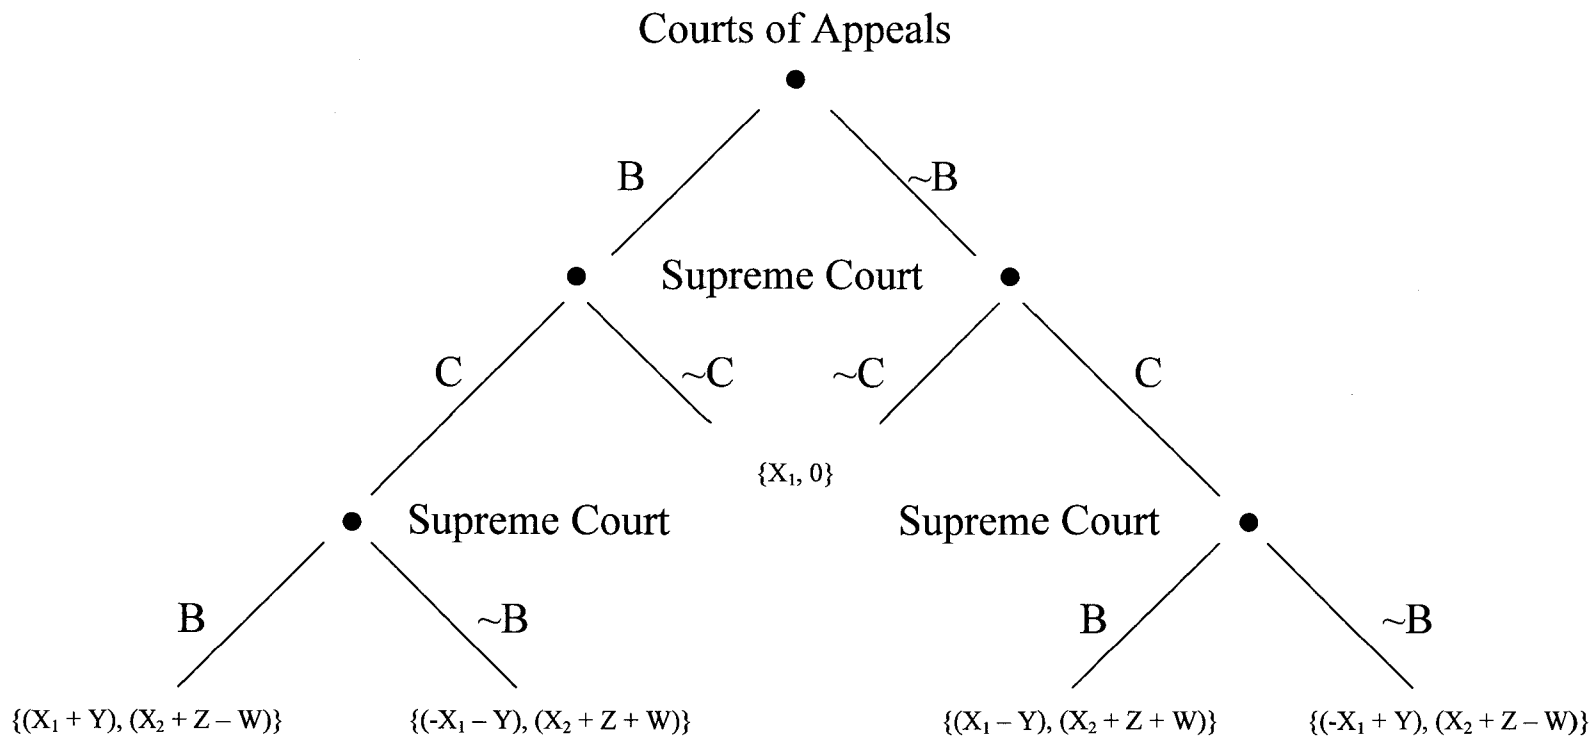 Courts of Appeals
B ~B
Supreme Court
C ~C ~C C
{X₁, 0}
Supreme Court Supreme Court
B ~B B ~B
{(X₁ + Y), (X₂ + Z – W)} {(-X₁ – Y), (X₂ + Z + W)} {(X₁ – Y), (X₂ + Z + W)} {(-X₁ + Y), (X₂ + Z – W)}